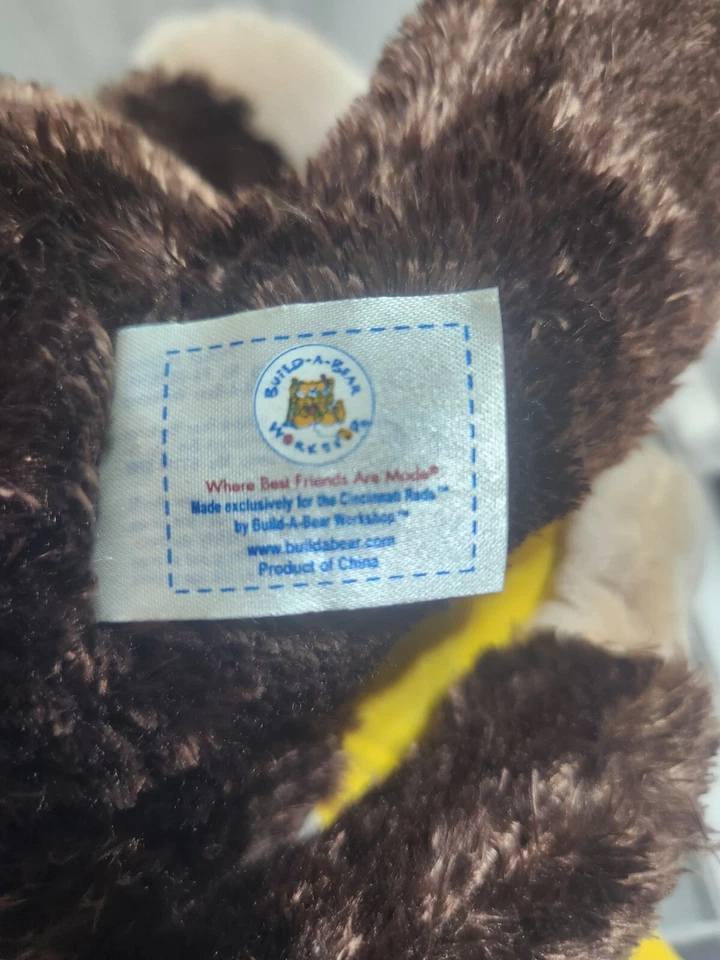 BUILD-A-BEAR
WORKSHOP
Where Best Friends Are Made®
Made exclusively for the Cincinnati Reds™
by Build-A-Bear Workshop™
www.buildabear.com
Product of China